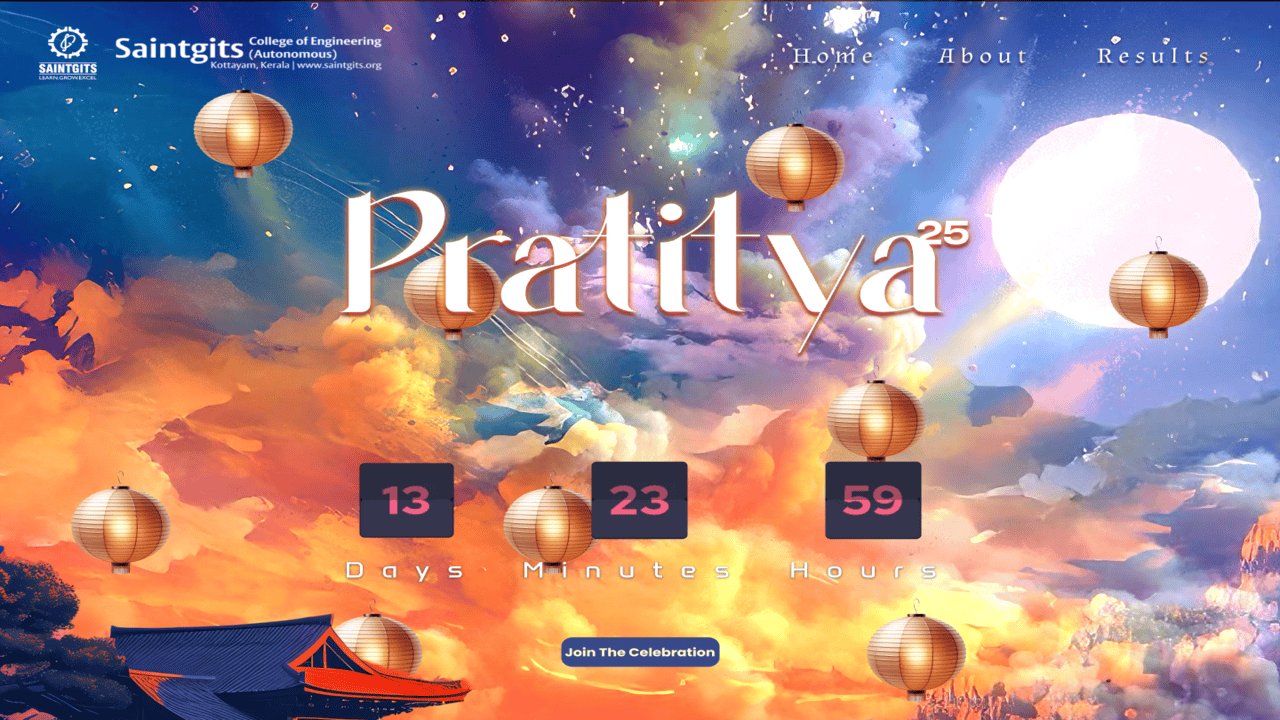 SAINTGITS
LEARN.GROW.EXCEL
Saintgits College of Engineering
(Autonomous)
Kottayam, Kerala | www.saintgits.org
Home About Results
Pratitya 25
13 23 59
Days Minutes Hours
Join The Celebration